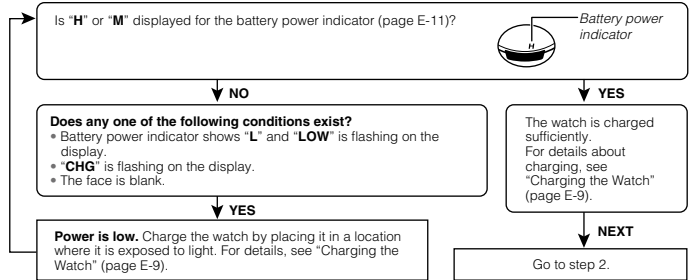 Is “H” or “M” displayed for the battery power indicator (page E-11)?
Battery power
indicator
H
NO
YES
Does any one of the following conditions exist?
• Battery power indicator shows “L” and “LOW” is flashing on the
display.
• “CHG” is flashing on the display.
• The face is blank.
The watch is charged
sufficiently.
For details about
charging, see
“Charging the Watch”
(page E-9).
YES
NEXT
Power is low. Charge the watch by placing it in a location
where it is exposed to light. For details, see “Charging the
Watch” (page E-9).
Go to step 2.